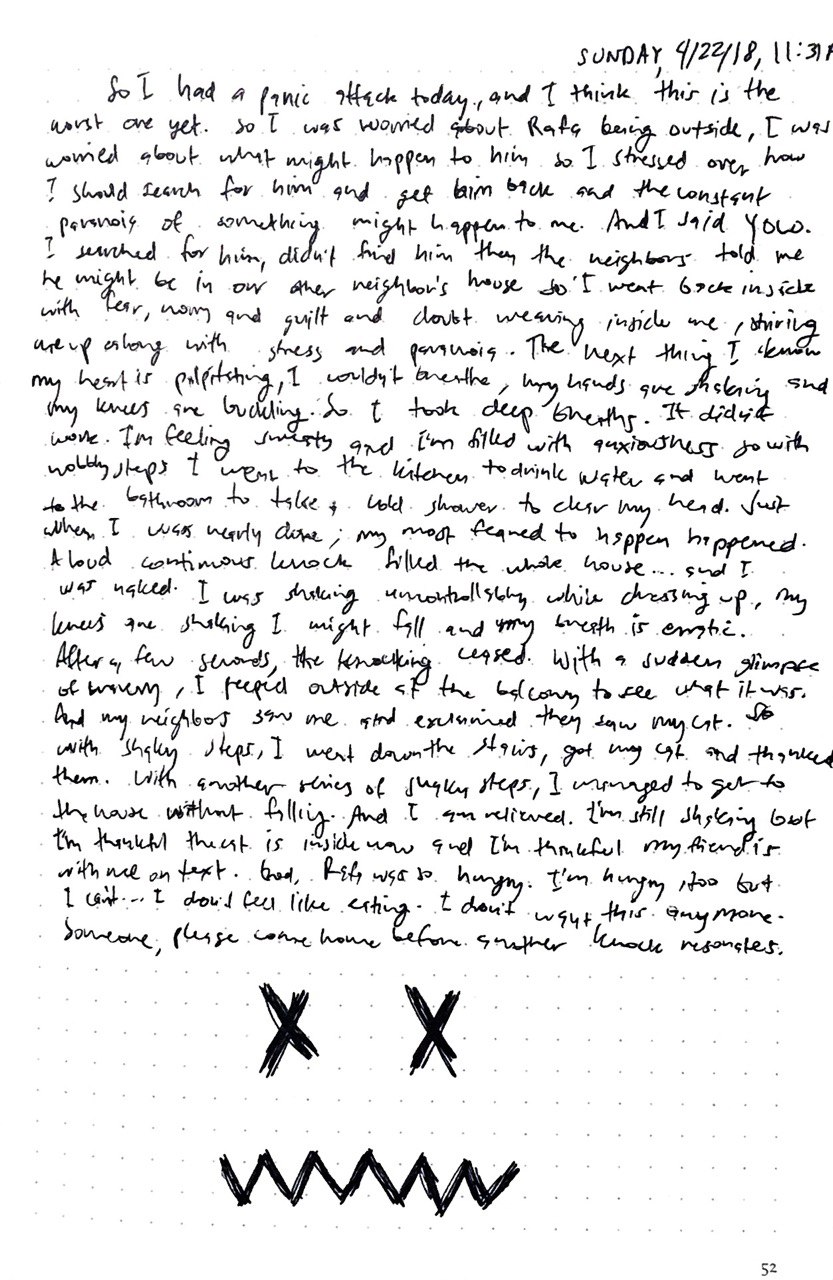 SUNDAY, 4/22/18, 11:31
So I had a panic attack today, and I think this is the
worst one yet. So I was worried about Rafa being outside, I was
worried about what might happen to him so I stressed over how
I should search for him and get him back and the constant
paranoia of something might happen to me. And I said YOLO.
I searched for him, didn't find him then the neighbors told me
he might be in our other neighbor's house so I went back inside
with fear, worry and guilt and doubt weaving inside me, stirring
me up along with stress and paranoia. The next thing I know
my heart is palpitating, I couldn't breathe, my hands are shaking and
my knees are buckling. So I took deep breaths. It didn't
work. I'm feeling sweaty and I'm filled with anxiousness so with
wobbly steps I went to the kitchen to drink water and went
to the bathroom to take a cold shower to clear my head. Just
when I was nearly done, my most feared to happen happened.
A loud continuous knock filled the whole house... and I
was naked. I was shaking uncontrollably while dressing up, my
knees are shaking I might fall and my breath is erratic.
After a few seconds, the knocking ceased. With a sudden glimpse
of bravery, I peeped outside at the balcony to see what it was.
And my neighbors saw me and exclaimed they saw my cat. So
with shaky steps, I went down the stairs, got my cat and thanked
them. With another series of shaky steps, I managed to get to
the house without falling. And I am relieved. I'm still shaking but
I'm thankful the cat is inside now and I'm thankful my friend is
with me on text. God, Rafa was so hungry. I'm hungry, too but
I can't... I don't feel like eating. I don't want this anymore.
Someone, please come home before another knock resonates.
52